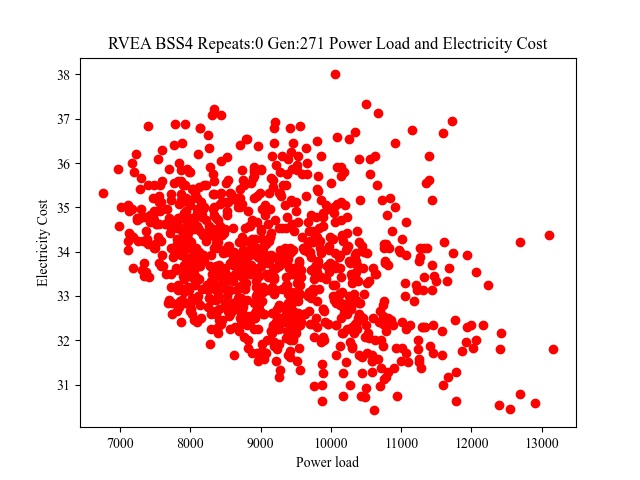 RVEA BSS4 Repeats:0 Gen:271 Power Load and Electricity Cost
38
37
36
35
34
33
32
31
Electricity Cost
7000 8000 9000 10000 11000 12000 13000
Power load